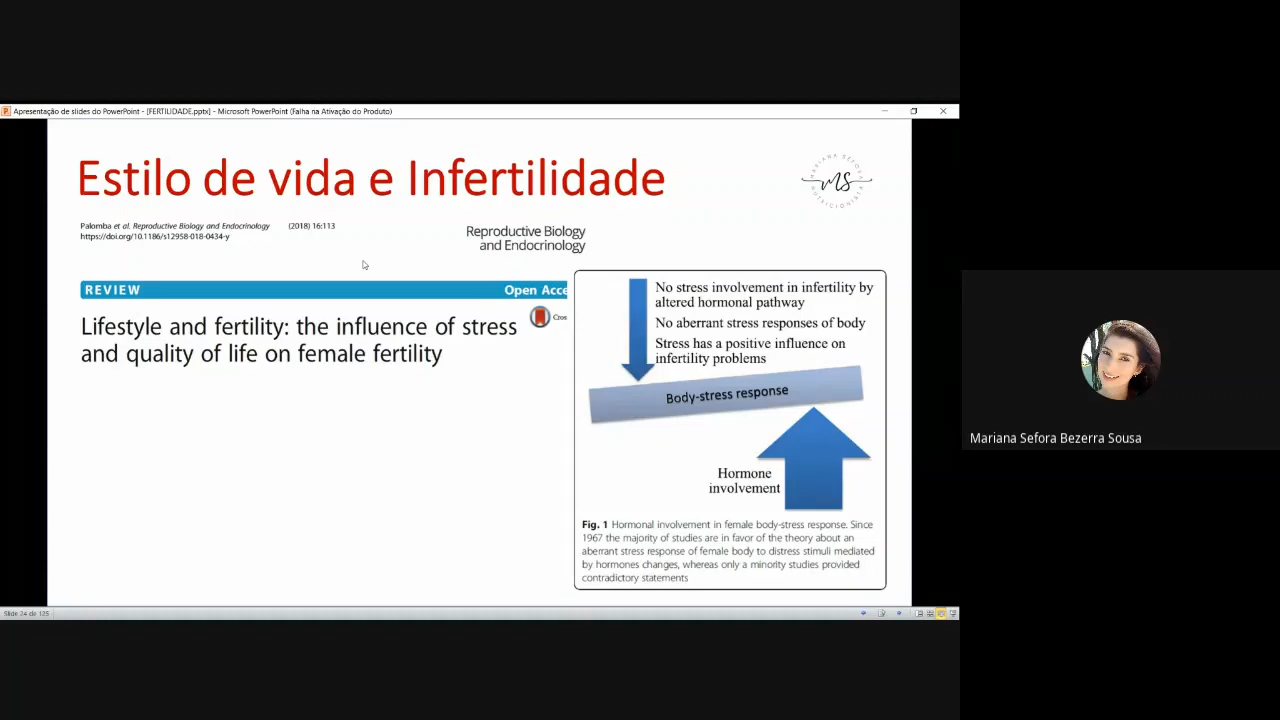 Apresentação de slides do PowerPoint - [FERTILIDADE.pptx] - Microsoft PowerPoint (Falha na Ativação do Produto)
Estilo de vida e Infertilidade
MARIANA SEFORA
MS
NUTRICIONISTA
Palomba et al. Reproductive Biology and Endocrinology (2018) 16:113
https://doi.org/10.1186/s12958-018-0434-y
Reproductive Biology
and Endocrinology
REVIEW Open Acce
Lifestyle and fertility: the influence of stress
and quality of life on female fertility
Cros
No stress involvement in infertility by
altered hormonal pathway
No aberrant stress responses of body
Stress has a positive influence on
infertility problems
Body-stress response
Hormone
involvement
Fig. 1 Hormonal involvement in female body-stress response. Since
1967 the majority of studies are in favor of the theory about an
aberrant stress response of female body to distress stimuli mediated
by hormones changes, whereas only a minority studies provided
contradictory statements
Mariana Sefora Bezerra Sousa
Slide 24 de 125